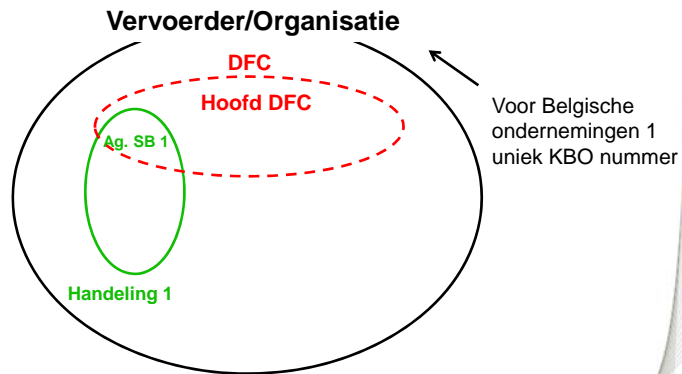 Vervoerder/Organisatie
DFC
Hoofd DFC
Ag. SB 1
Handeling 1
Voor Belgische
ondernemingen 1
uniek KBO nummer